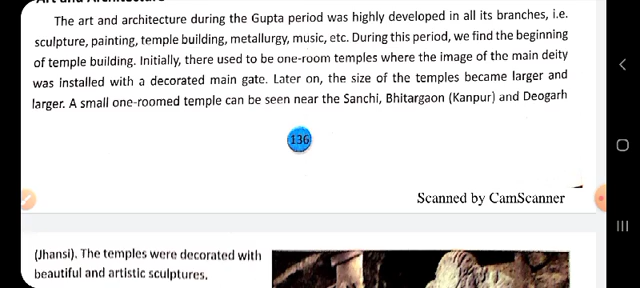 The art and architecture during the Gupta period was highly developed in all its branches, i.e.
sculpture, painting, temple building, metallurgy, music, etc. During this period, we find the beginning
of temple building. Initially, there used to be one-room temples where the image of the main deity
was installed with a decorated main gate. Later on, the size of the temples became larger and
larger. A small one-roomed temple can be seen near the Sanchi, Bhitargaon (Kanpur) and Deogarh
136
Scanned by CamScanner
(Jhansi). The temples were decorated with
beautiful and artistic sculptures.